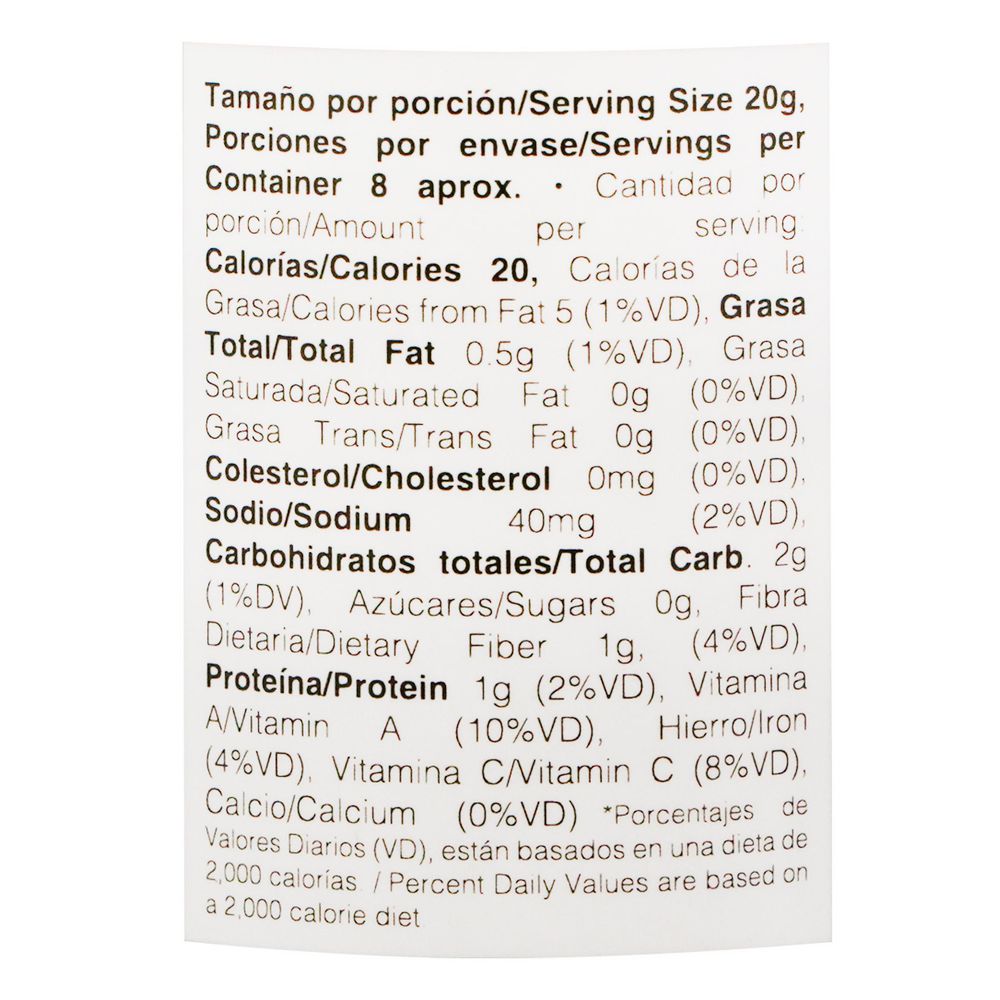 Tamaño por porción/Serving Size 20g,
Porciones por envase/Servings per
Container 8 aprox. • Cantidad por
porción/Amount per serving:
Calorías/Calories 20, Calorías de la
Grasa/Calories from Fat 5 (1%VD), Grasa
Total/Total Fat 0.5g (1%VD), Grasa
Saturada/Saturated Fat 0g (0%VD),
Grasa Trans/Trans Fat 0g (0%VD),
Colesterol/Cholesterol 0mg (0%VD),
Sodio/Sodium 40mg (2%VD),
Carbohidratos totales/Total Carb. 2g
(1%DV), Azúcares/Sugars 0g, Fibra
Dietaria/Dietary Fiber 1g, (4%VD),
Proteína/Protein 1g (2%VD), Vitamina
A/Vitamin A (10%VD), Hierro/Iron
(4%VD), Vitamina C/Vitamin C (8%VD),
Calcio/Calcium (0%VD) *Porcentajes de
Valores Diarios (VD), están basados en una dieta de
2,000 calorías. / Percent Daily Values are based on
a 2,000 calorie diet